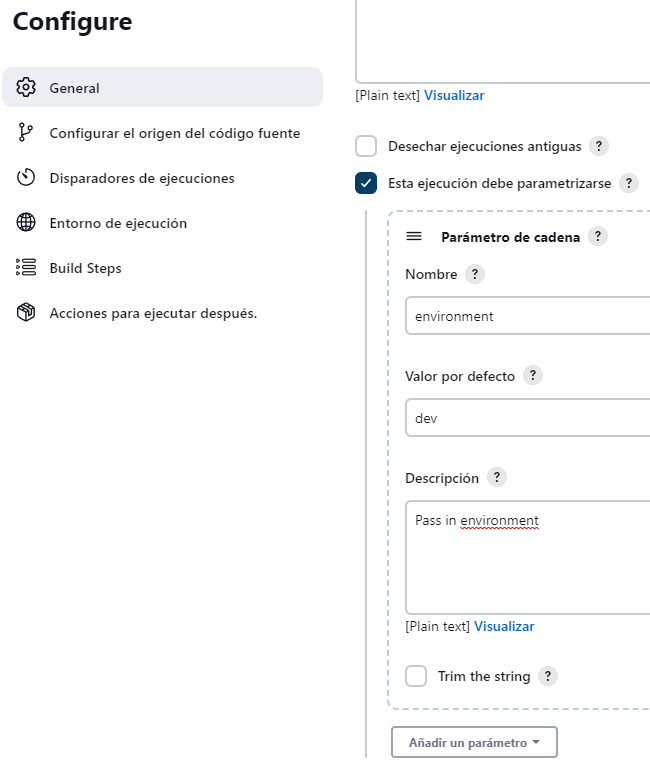 Configure
General
Configurar el origen del código fuente
Disparadores de ejecuciones
Entorno de ejecución
Build Steps
Acciones para ejecutar después.
[Plain text] Visualizar
Desechar ejecuciones antiguas ?
Esta ejecución debe parametrizarse ?
Parámetro de cadena ?
Nombre ?
environment
Valor por defecto ?
dev
Descripción ?
Pass in environment
[Plain text] Visualizar
Trim the string ?
Añadir un parámetro